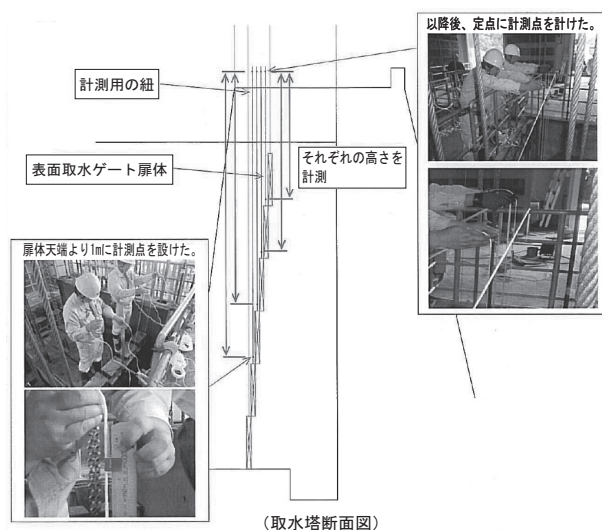 以降後、定点に計測点を計けた。
計測用の紐
表面取水ゲート扉体
それぞれの高さを
計測
扉体天端より1mに計測点を設けた。
(取水塔断面図)